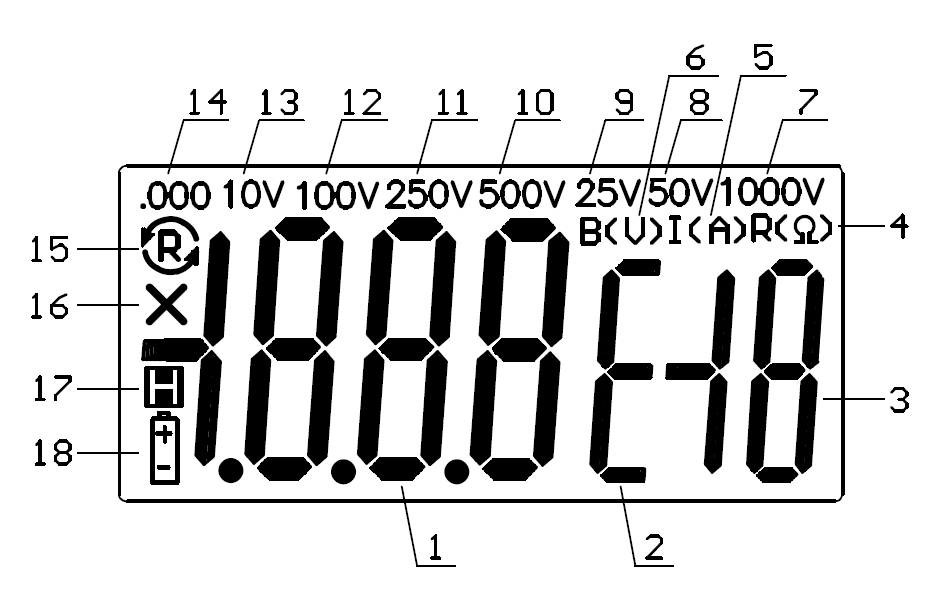 6 5
14 13 12 11 10 9 8 7
.000 10V 100V 250V 500V 25V 50V 1000V
B(V) I(A) R(Ω) 4
15 R
16 X
-1.8.8.8 E-18
17 H
3
18 + -
1 2